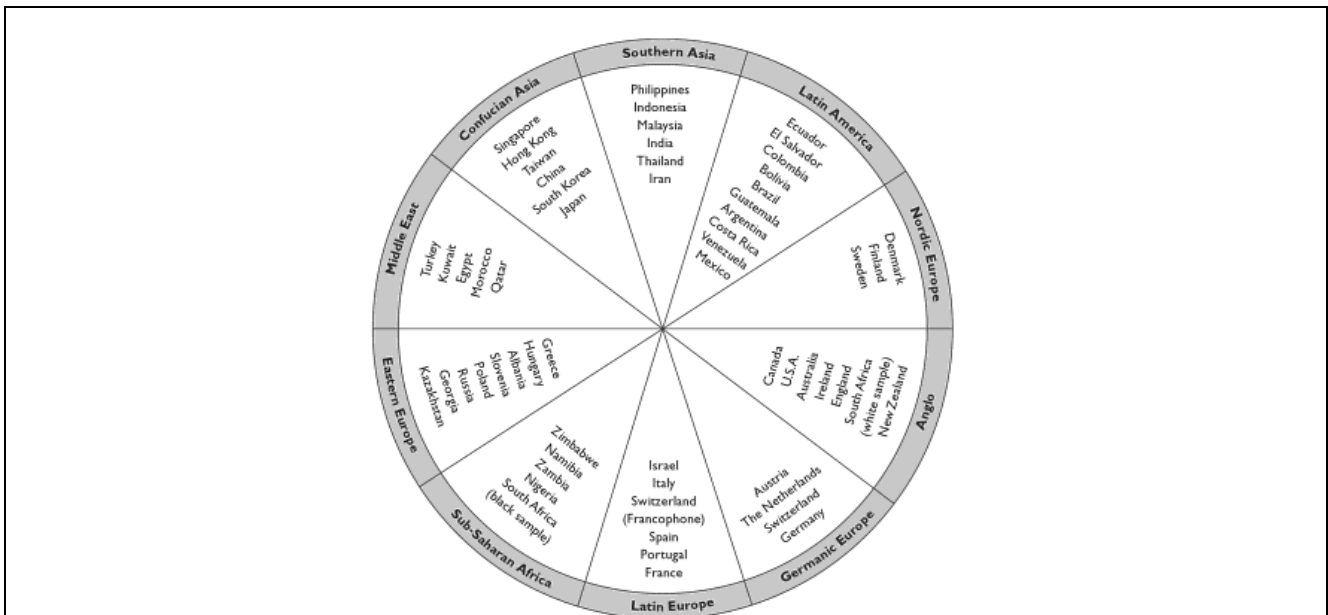 Southern Asia
Philippines
Indonesia
Malaysia
India
Thailand
Iran
Latin America
Ecuador
El Salvador
Colombia
Bolivia
Brazil
Guatemala
Argentina
Costa Rica
Venezuela
Mexico
Nordic Europe
Denmark
Finland
Sweden
Anglo
Canada
U.S.A.
Australia
Ireland
England
South Africa
(white sample)
New Zealand
Germanic Europe
Austria
The Netherlands
Switzerland
Germany
Latin Europe
Israel
Italy
Switzerland
(Francophone)
Spain
Portugal
France
Sub-Saharan Africa
Zimbabwe
Namibia
Zambia
Nigeria
South Africa
(black sample)
Eastern Europe
Greece
Hungary
Albania
Slovenia
Poland
Russia
Georgia
Kazakhstan
Middle East
Turkey
Kuwait
Egypt
Morocco
Qatar
Confucian Asia
Singapore
Hong Kong
Taiwan
China
South Korea
Japan